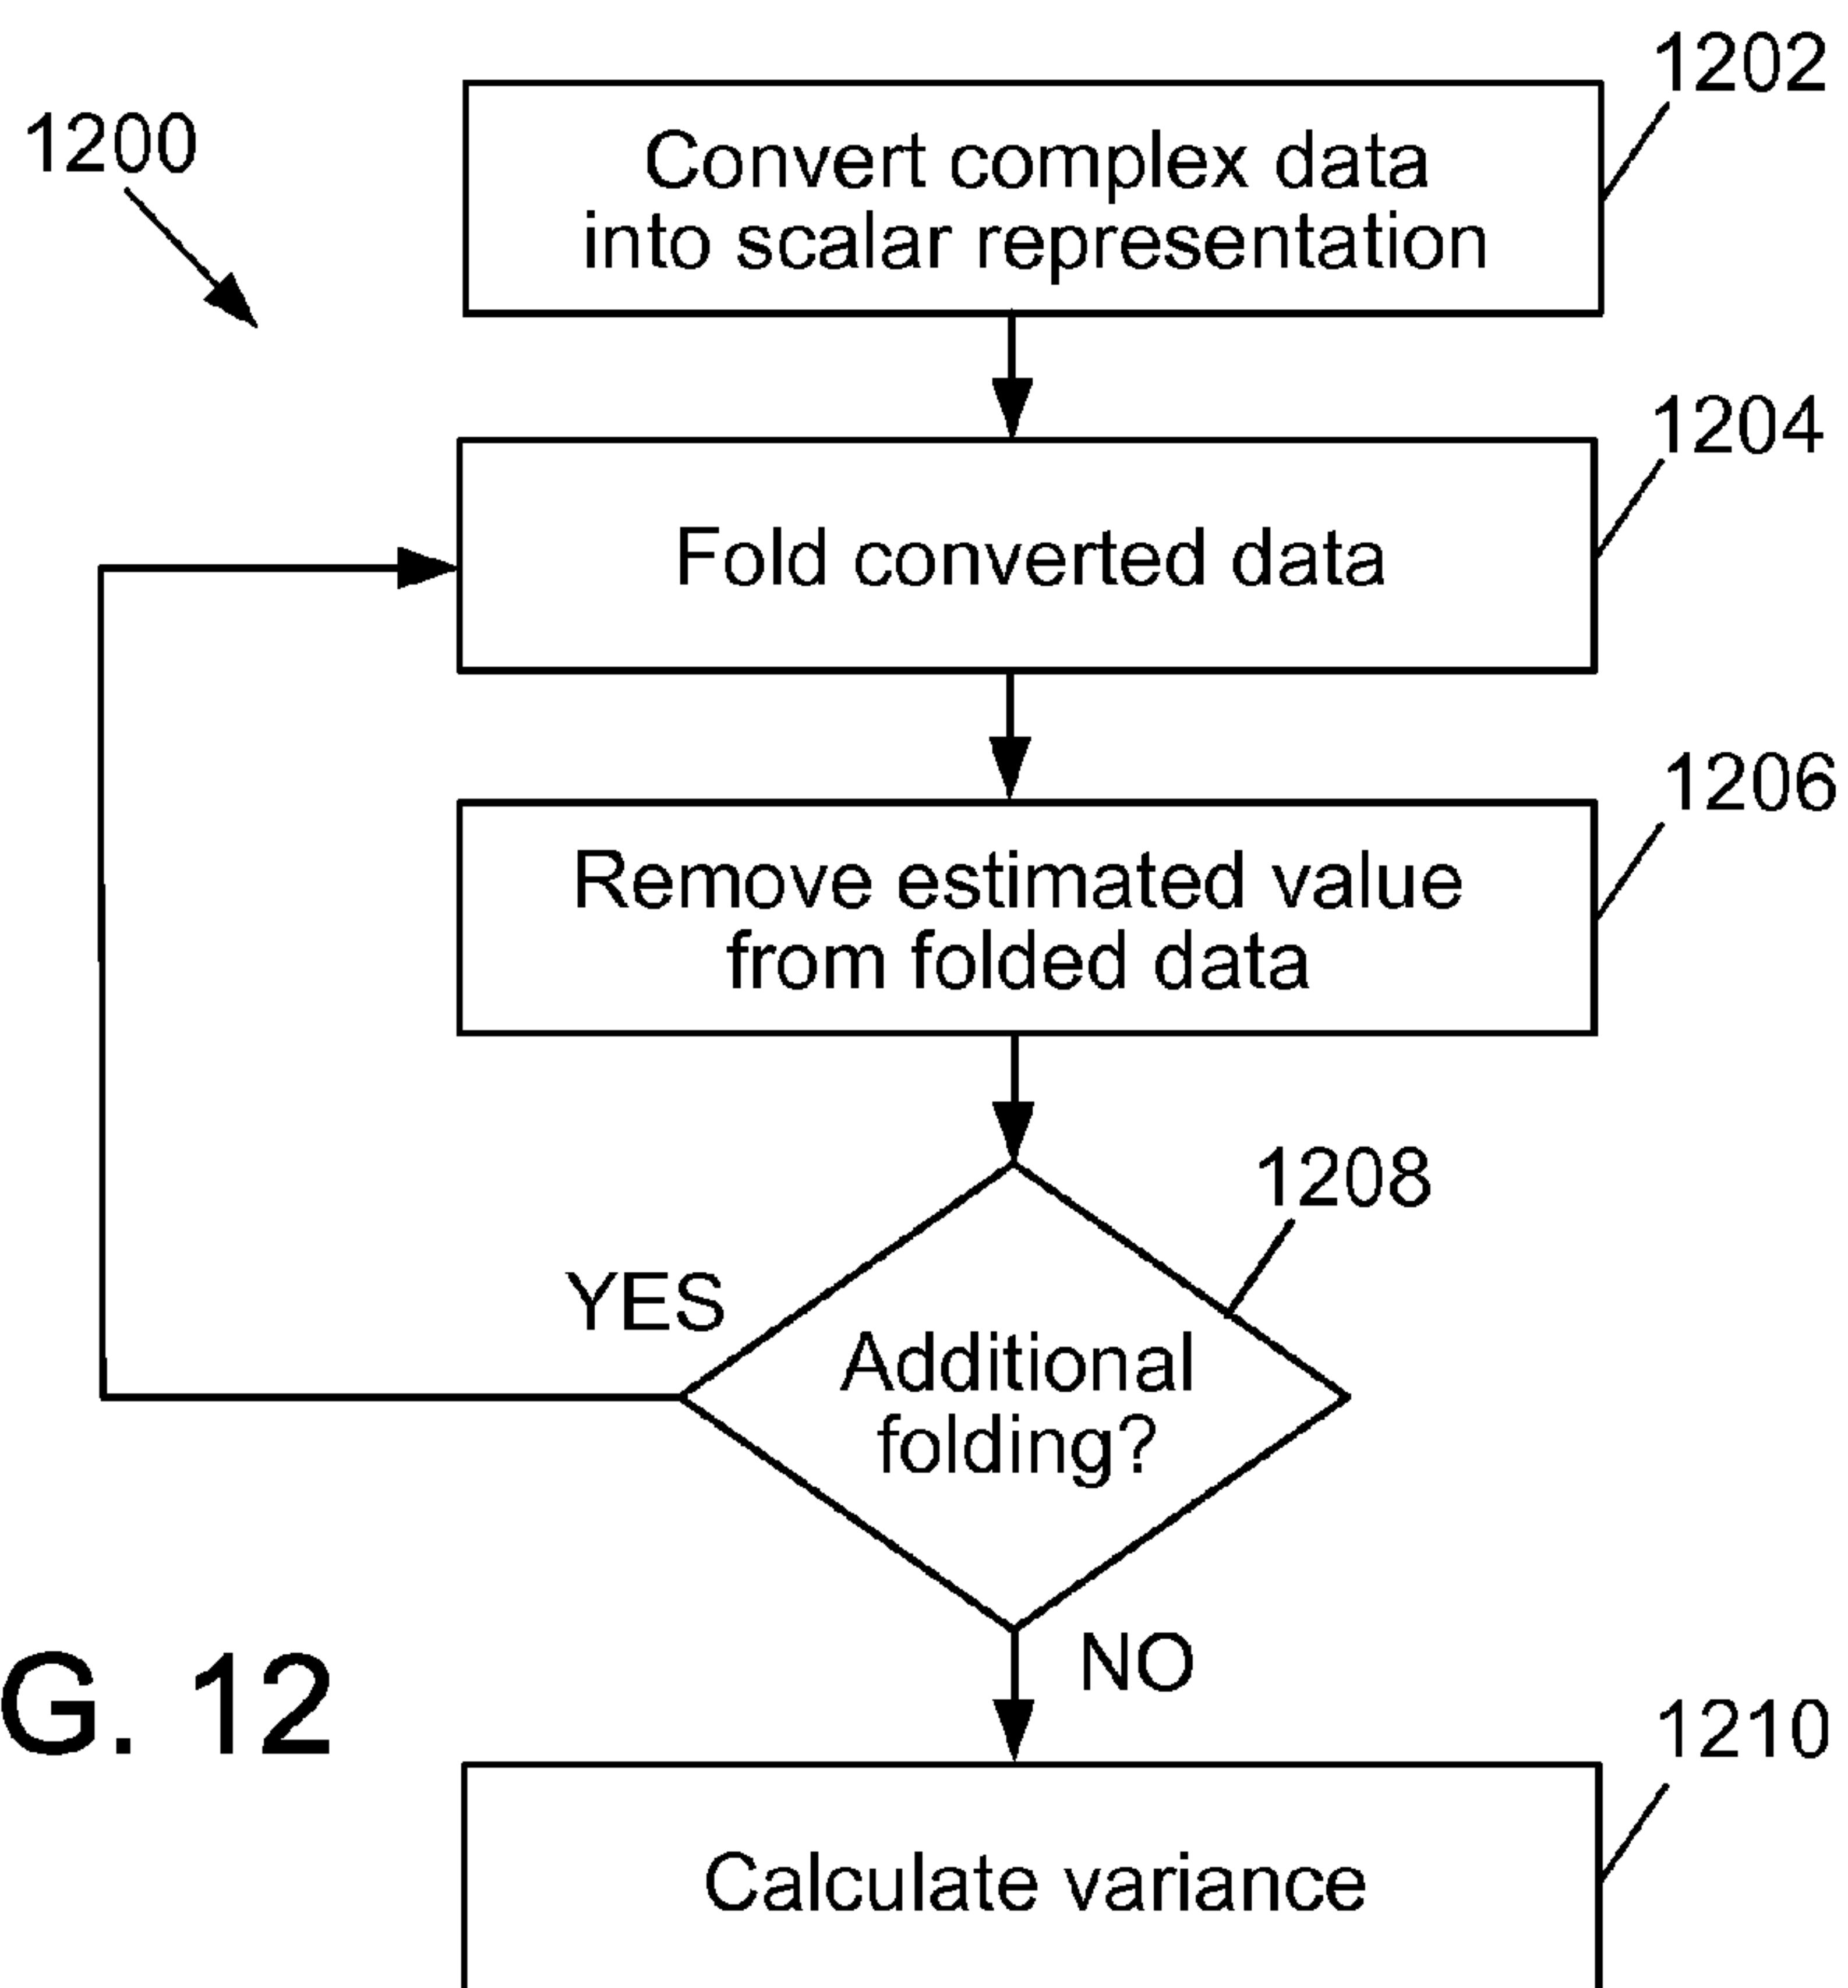 1202
1200
Convert complex data
into scalar representation
1204
Fold converted data
1206
Remove estimated value
from folded data
1208
YES
Additional
folding?
NO
G. 12
1210
Calculate variance